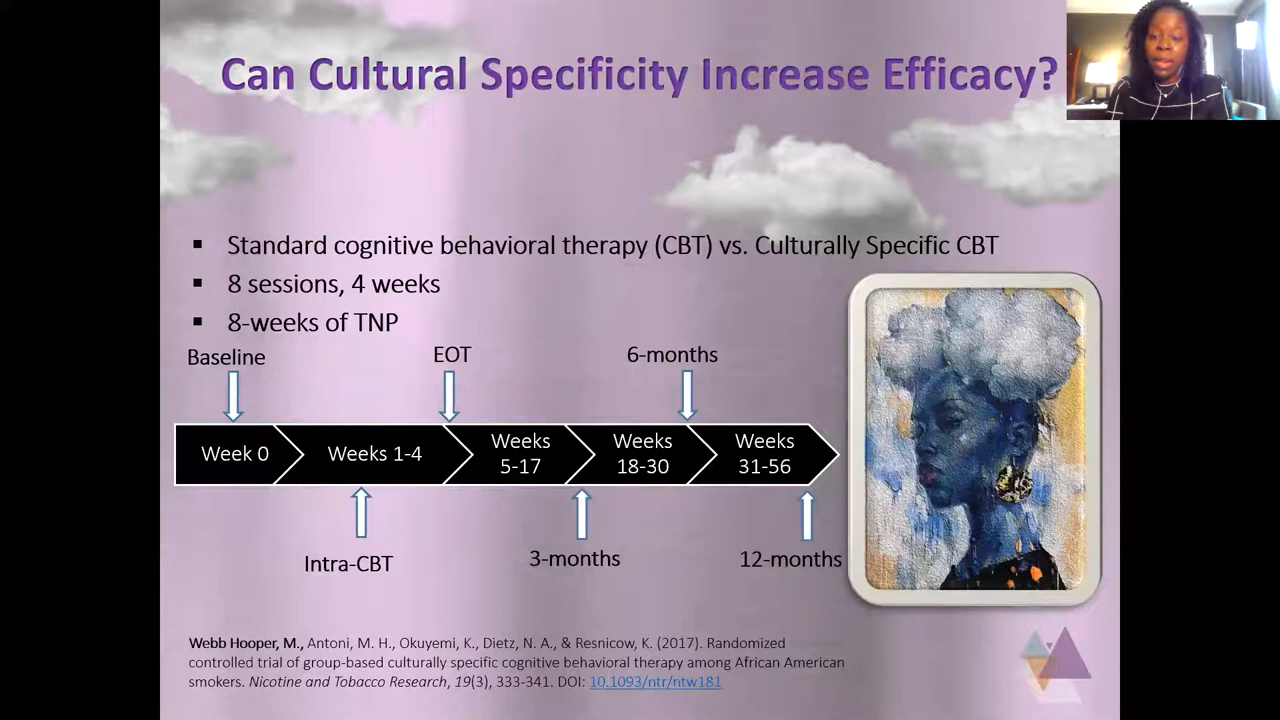 Can Cultural Specificity Increase Efficacy?
▪ Standard cognitive behavioral therapy (CBT) vs. Culturally Specific CBT
▪ 8 sessions, 4 weeks
▪ 8-weeks of TNP
Baseline
EOT
6-months
Week 0
Weeks 1-4
Weeks
5-17
Weeks
18-30
Weeks
31-56
Intra-CBT
3-months
12-months
Webb Hooper, M., Antoni, M. H., Okuyemi, K., Dietz, N. A., & Resnicow, K. (2017). Randomized
controlled trial of group-based culturally specific cognitive behavioral therapy among African American
smokers. Nicotine and Tobacco Research, 19(3), 333-341. DOI: 10.1093/ntr/ntw181